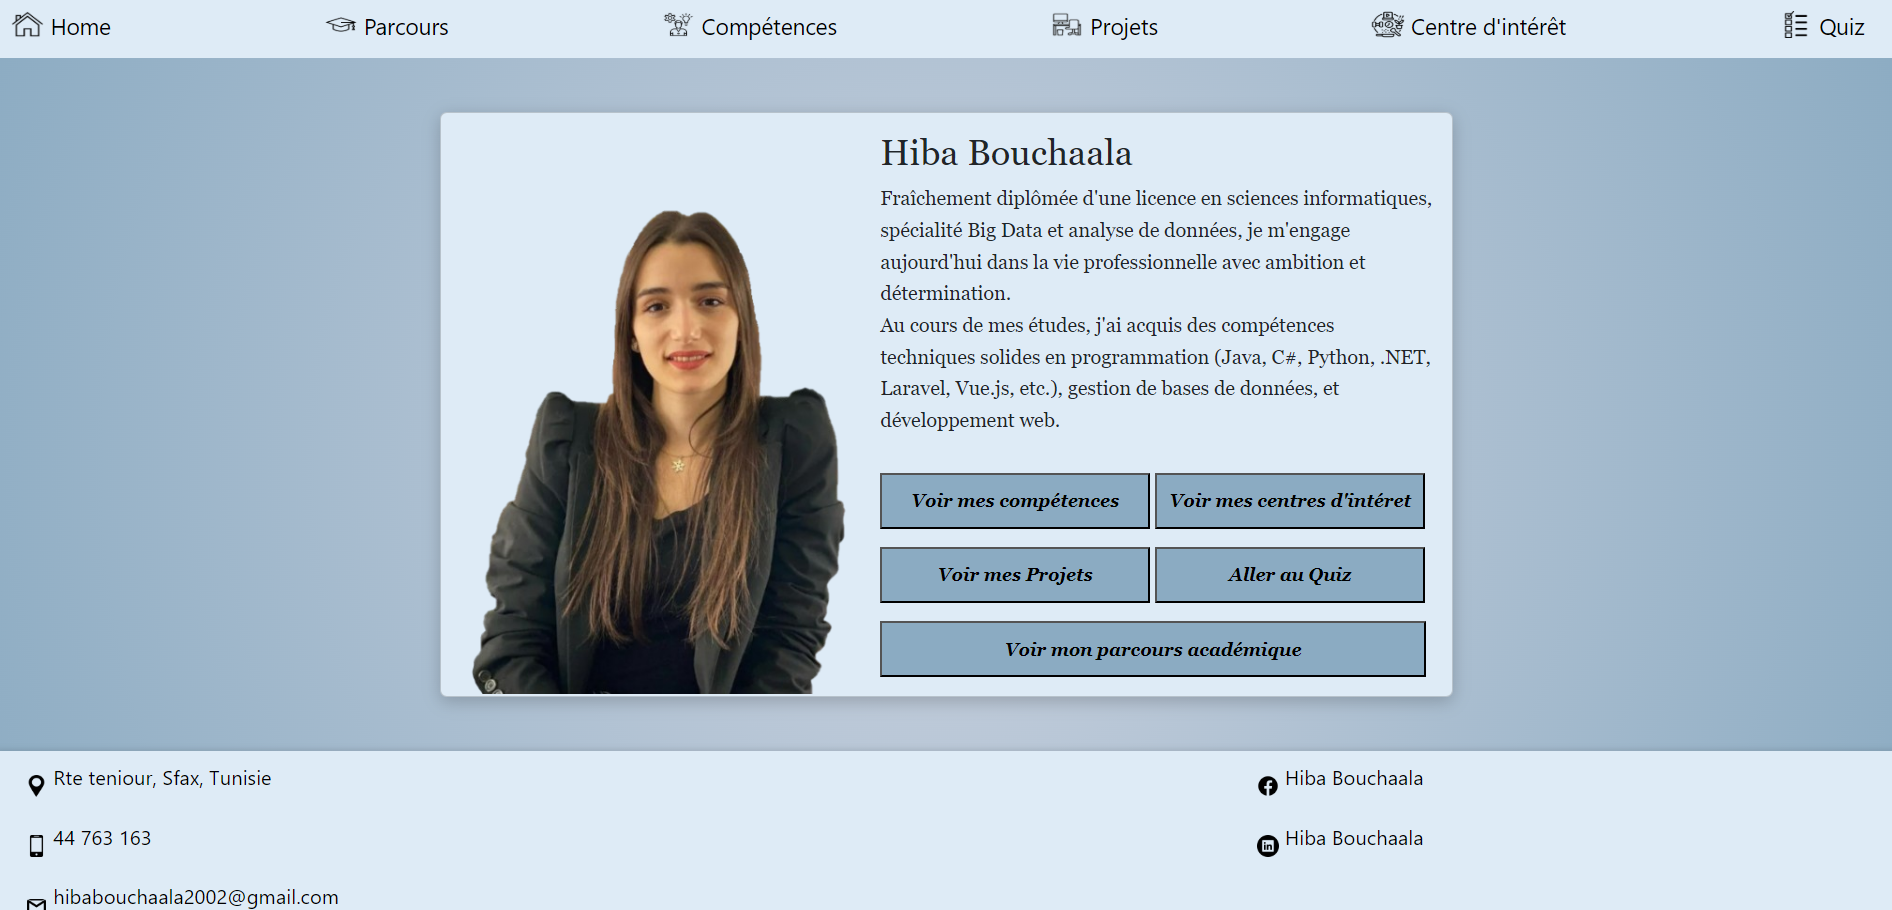 Home
Parcours
Compétences
Projets
Centre d'intérêt
Quiz
Hiba Bouchaala
Fraîchement diplômée d'une licence en sciences informatiques,
spécialité Big Data et analyse de données, je m'engage
aujourd'hui dans la vie professionnelle avec ambition et
détermination.
Au cours de mes études, j'ai acquis des compétences
techniques solides en programmation (Java, C#, Python, .NET,
Laravel, Vue.js, etc.), gestion de bases de données, et
développement web.
Voir mes compétences
Voir mes centres d'intéret
Voir mes Projets
Aller au Quiz
Voir mon parcours académique
Rte teniour, Sfax, Tunisie
44 763 163
hibabouchaala2002@gmail.com
Hiba Bouchaala
Hiba Bouchaala